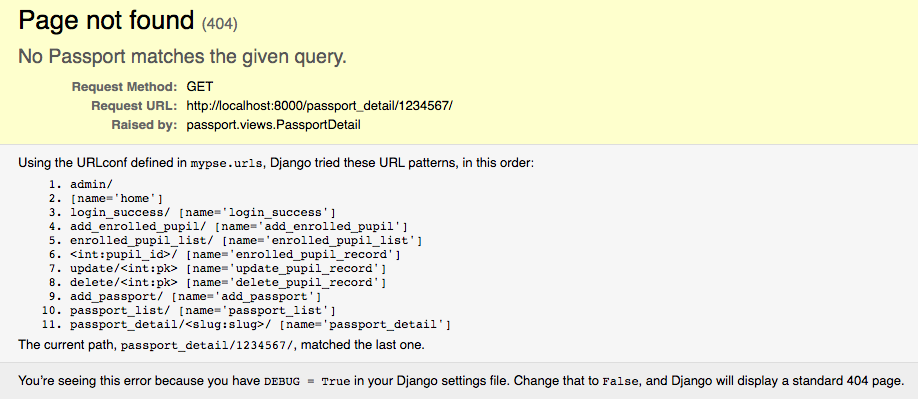 Page not found (404)
No Passport matches the given query.
Request Method: GET
Request URL: http://localhost:8000/passport_detail/1234567/
Raised by: passport.views.PassportDetail
Using the URLconf defined in mypse.urls, Django tried these URL patterns, in this order:
1. admin/
2. [name='home']
3. login_success/ [name='login_success']
4. add_enrolled_pupil/ [name='add_enrolled_pupil']
5. enrolled_pupil_list/ [name='enrolled_pupil_list']
6. <int:pupil_id>/ [name='enrolled_pupil_record']
7. update/<int:pk> [name='update_pupil_record']
8. delete/<int:pk> [name='delete_pupil_record']
9. add_passport/ [name='add_passport']
10. passport_list/ [name='passport_list']
11. passport_detail/<slug:slug>/ [name='passport_detail']
The current path, passport_detail/1234567/, matched the last one.
You’re seeing this error because you have DEBUG = True in your Django settings file. Change that to False, and Django will display a standard 404 page.